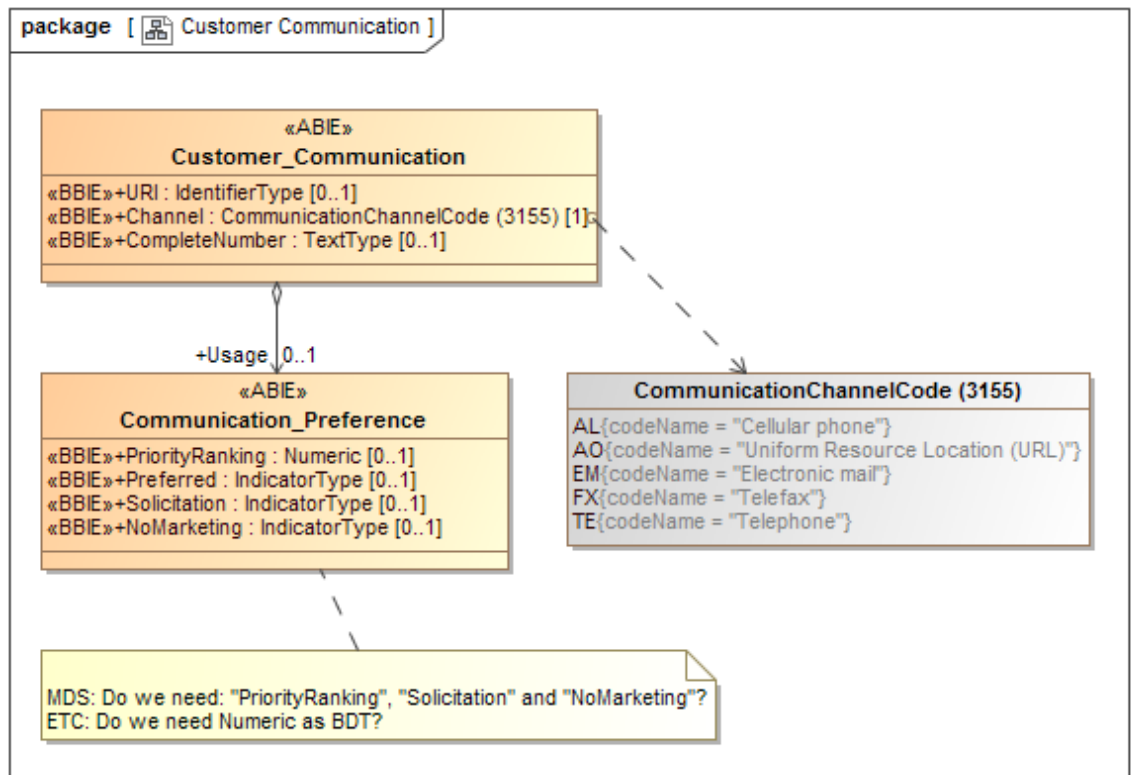 package [ Customer Communication ]
«ABIE»
Customer_Communication
«BBIE»+URI : IdentifierType [0..1]
«BBIE»+Channel : CommunicationChannelCode (3155) [1]
«BBIE»+CompleteNumber : TextType [0..1]
+Usage 0..1
«ABIE»
Communication_Preference
«BBIE»+PriorityRanking : Numeric [0..1]
«BBIE»+Preferred : IndicatorType [0..1]
«BBIE»+Solicitation : IndicatorType [0..1]
«BBIE»+NoMarketing : IndicatorType [0..1]
CommunicationChannelCode (3155)
AL{codeName = "Cellular phone"}
AO{codeName = "Uniform Resource Location (URL)"}
EM{codeName = "Electronic mail"}
FX{codeName = "Telefax"}
TE{codeName = "Telephone"}
MDS: Do we need: "PriorityRanking", "Solicitation" and "NoMarketing"?
ETC: Do we need Numeric as BDT?